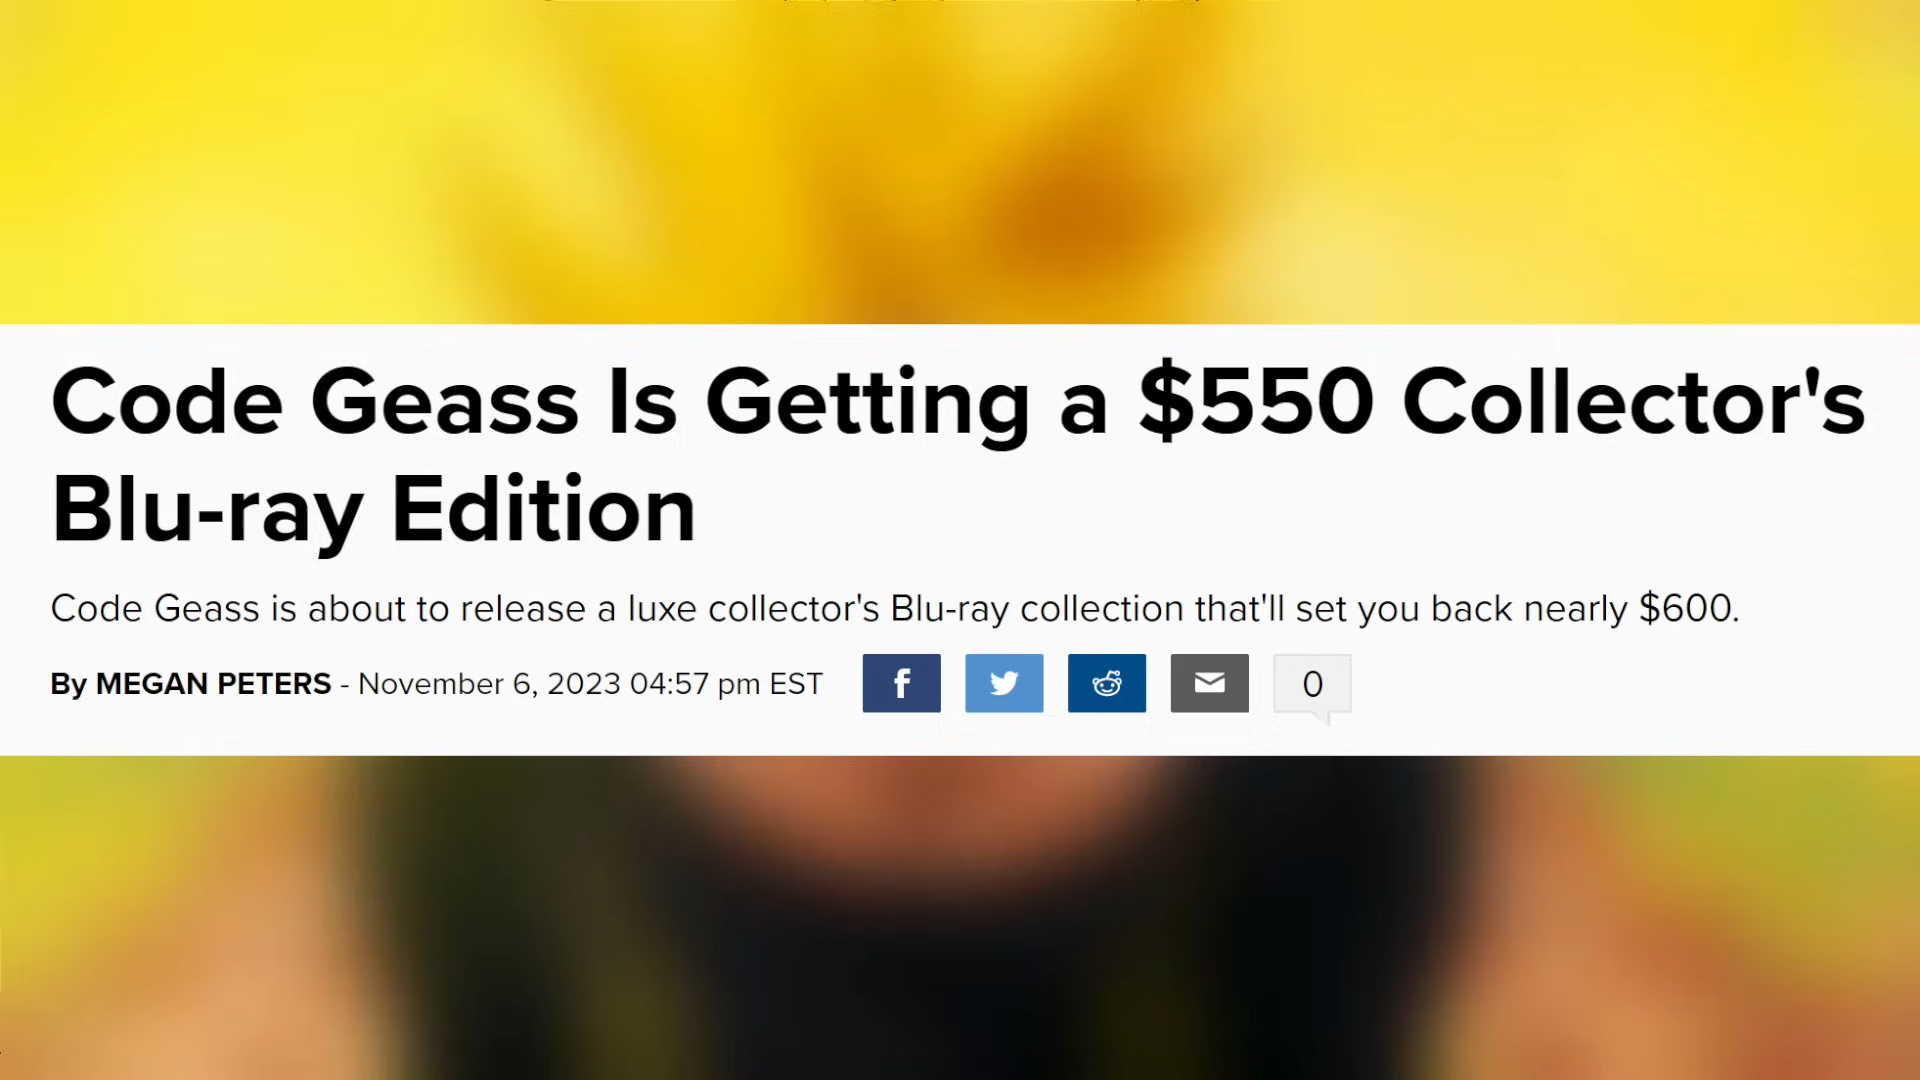 Code Geass Is Getting a $550 Collector's
Blu-ray Edition
Code Geass is about to release a luxe collector's Blu-ray collection that'll set you back nearly $600.
By MEGAN PETERS - November 6, 2023 04:57 pm EST
f
0